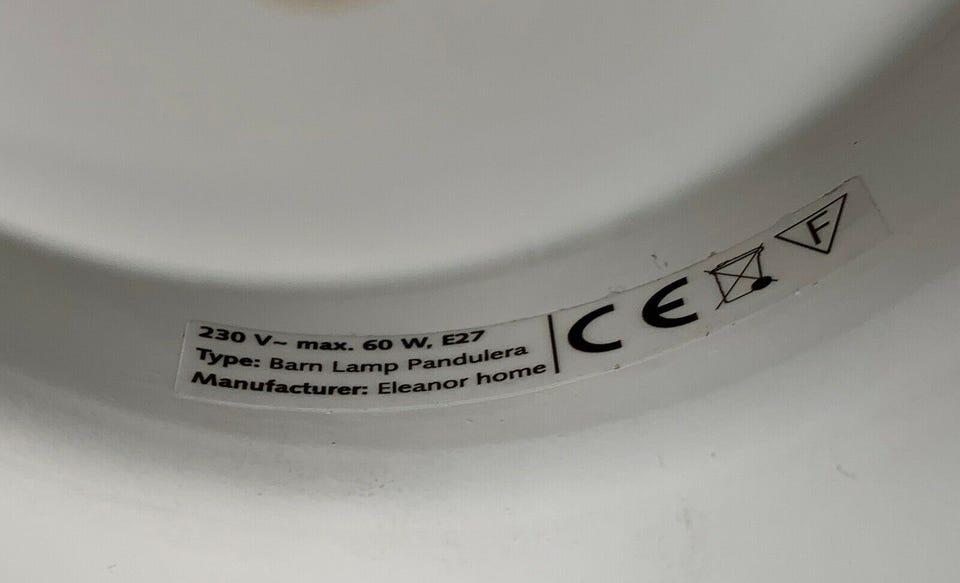 230 V~ max. 60 W, E27
Type: Barn Lamp Pandulera
Manufacturer: Eleanor home
CE
F